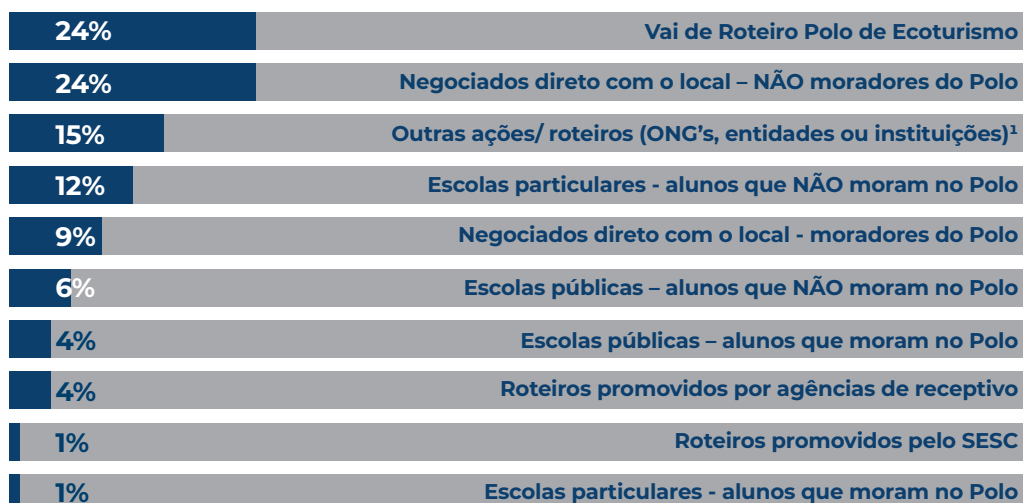 24% Vai de Roteiro Polo de Ecoturismo
24% Negociados direto com o local – NÃO moradores do Polo
15% Outras ações/ roteiros (ONG’s, entidades ou instituições)¹
12% Escolas particulares - alunos que NÃO moram no Polo
9% Negociados direto com o local - moradores do Polo
6% Escolas públicas – alunos que NÃO moram no Polo
4% Escolas públicas – alunos que moram no Polo
4% Roteiros promovidos por agências de receptivo
1% Roteiros promovidos pelo SESC
1% Escolas particulares - alunos que moram no Polo